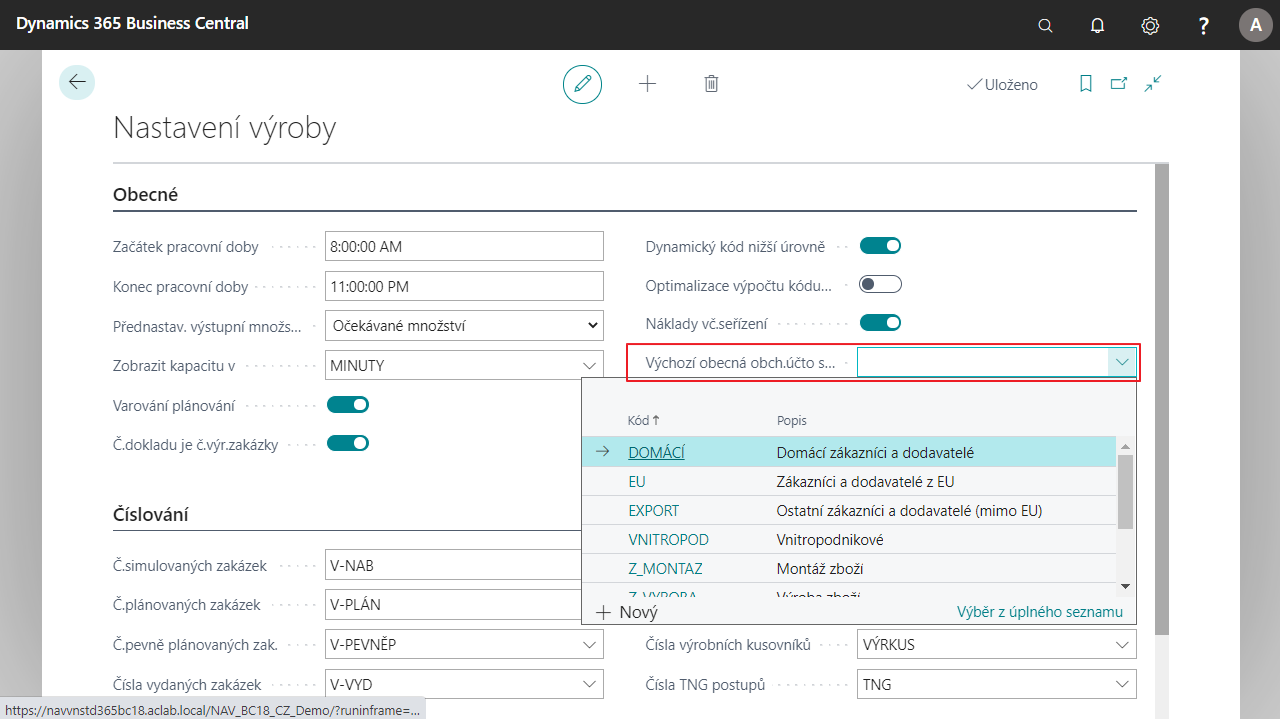 Dynamics 365 Business Central
?
A
Uloženo
Nastavení výroby
Obecné
Začátek pracovní doby
8:00:00 AM
Konec pracovní doby
11:00:00 PM
Přednastav. výstupní množs...
Očekávané množství
Zobrazit kapacitu v
MINUTY
Varování plánování
Č.dokladu je č.výr.zakázky
Dynamický kód nižší úrovně
Optimalizace výpočtu kódu...
Náklady vč.seřízení
Výchozí obecná obch.účto s...
Kód↑ Popis
DOMÁCÍ Domácí zákazníci a dodavatelé
EU Zákazníci a dodavatelé z EU
EXPORT Ostatní zákazníci a dodavatelé (mimo EU)
VNITROPOD Vnitropodnikové
Z_MONTAZ Montáž zboží
Z_VYROBA Výroba zboží
Nový
Výběr z úplného seznamu
Číslování
Č.simulovaných zakázek
V-NAB
Č.plánovaných zakázek
V-PLÁN
Č.pevně plánovaných zak.
V-PEVNĚP
Čísla vydaných zakázek
V-VYD
Čísla výrobních kusovníků
VÝRKUS
Čísla TNG postupů
TNG
https://navvnstd365bc18.aclab.local/NAV_BC18_CZ_Demo/?runinframe=...